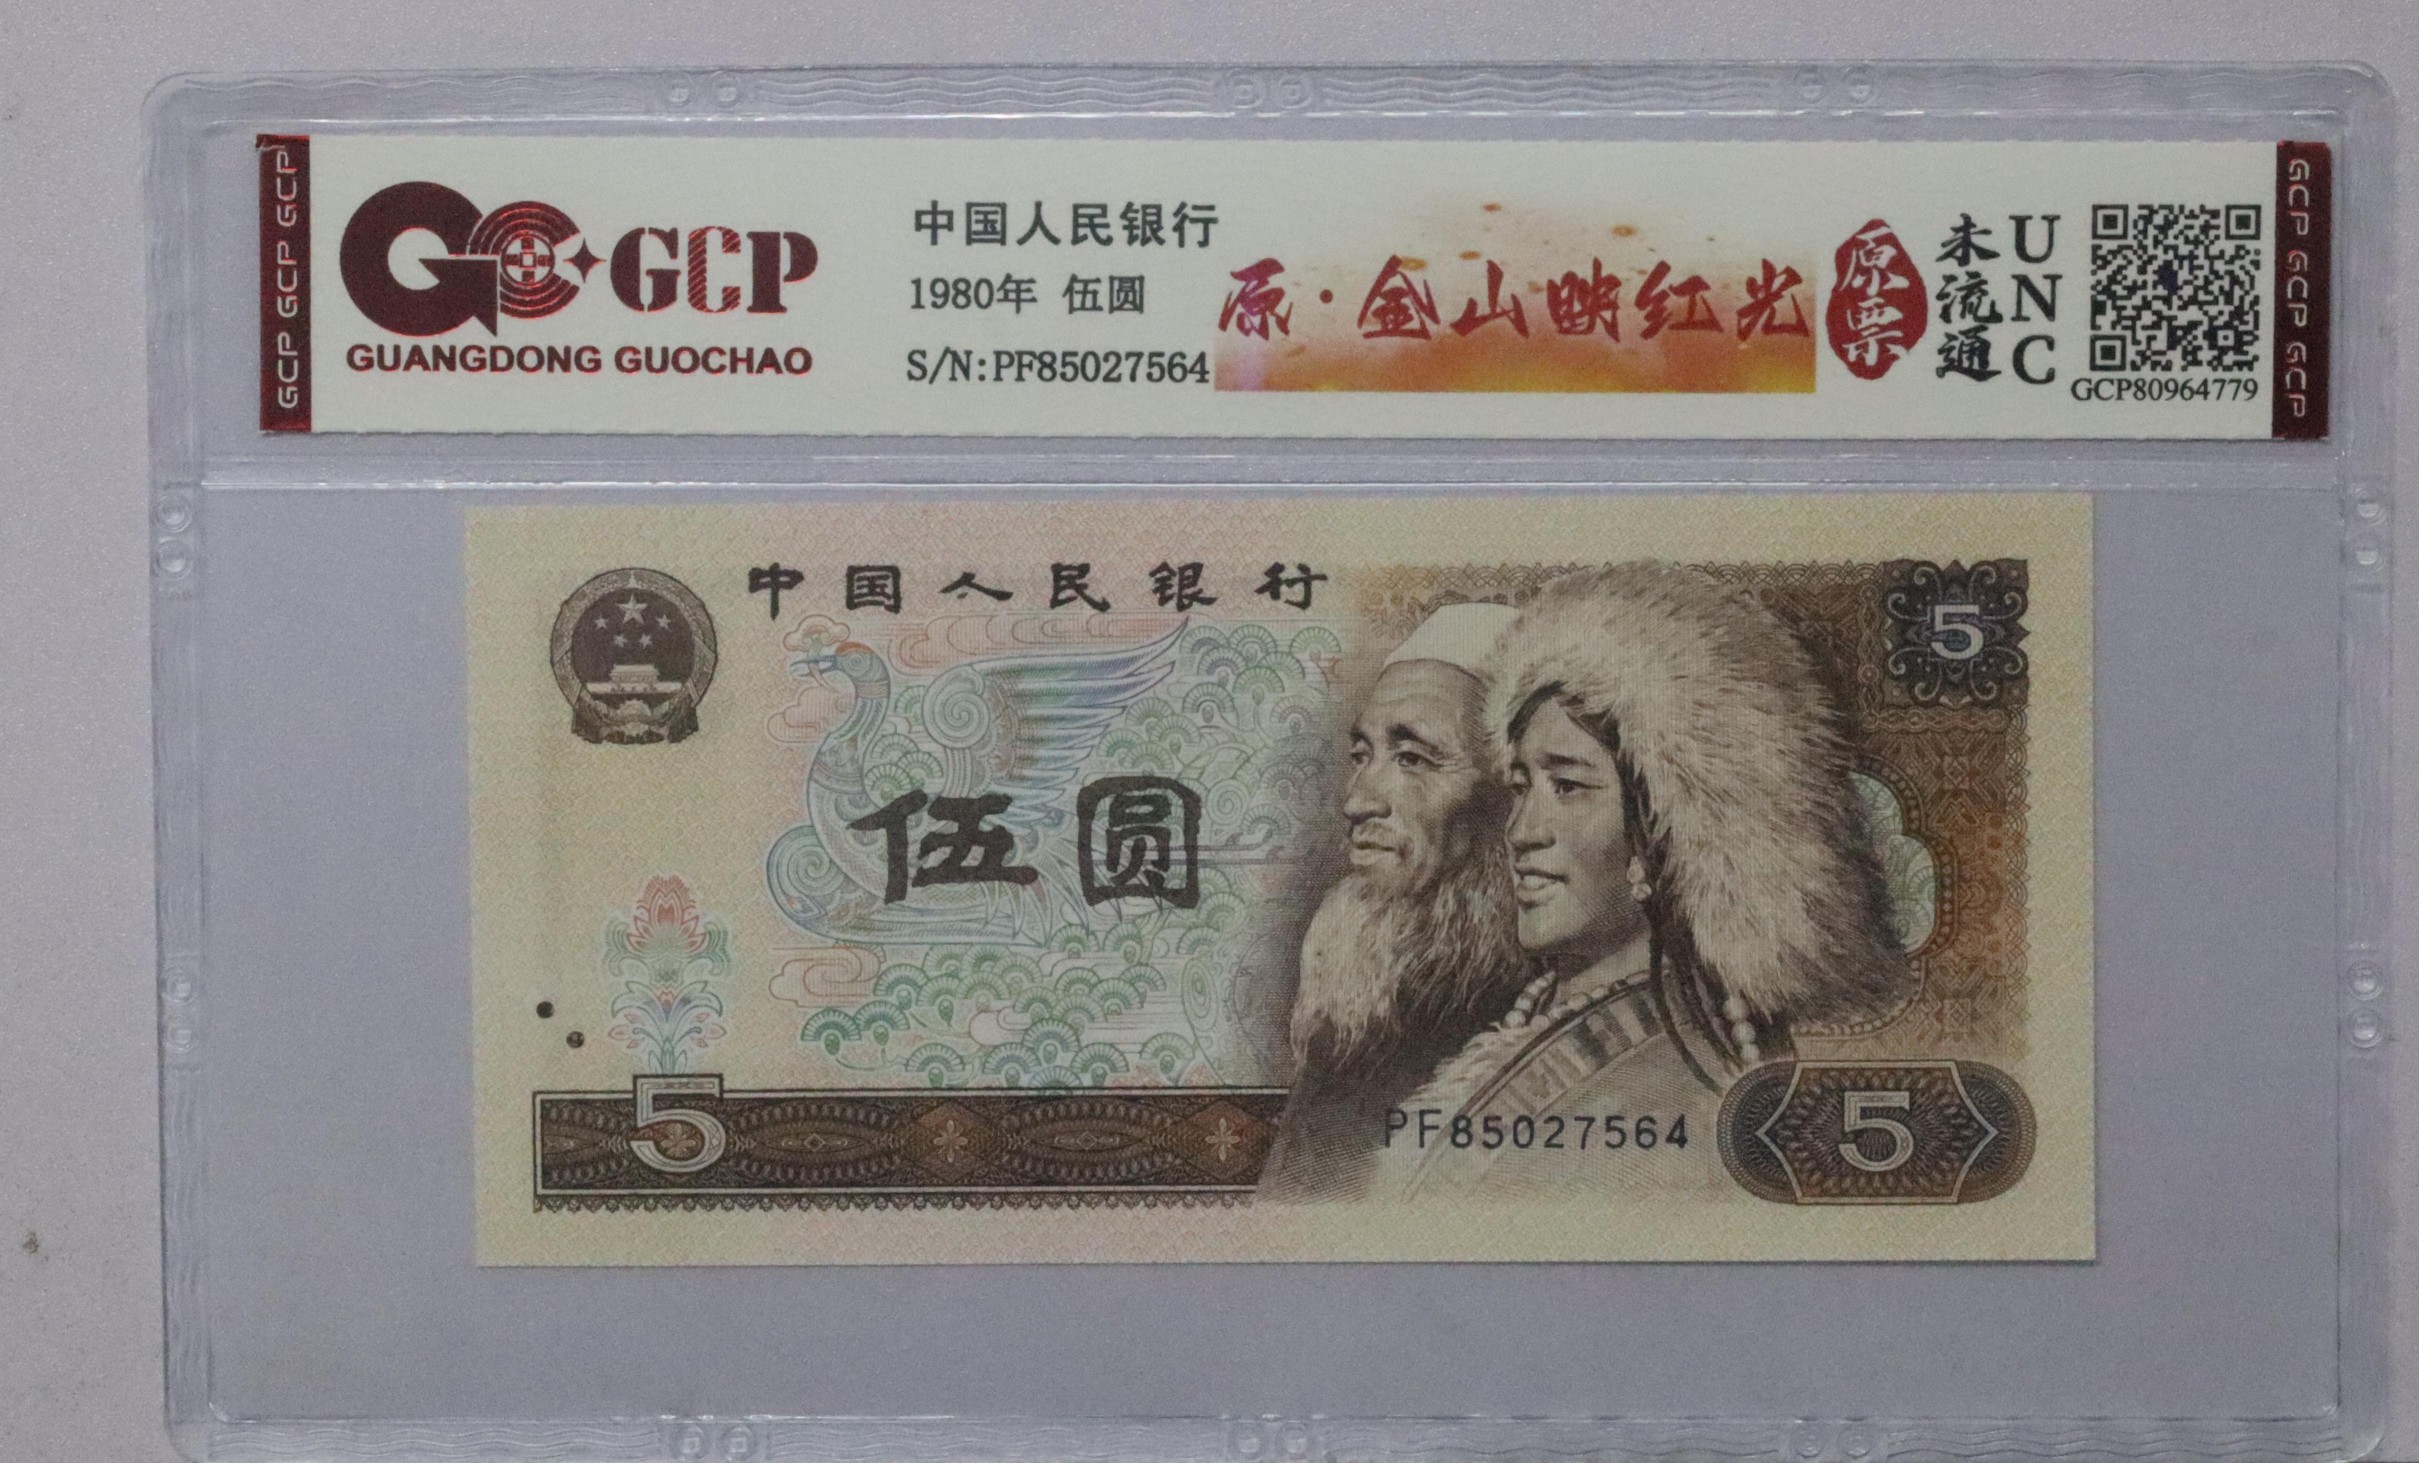 GCP GCP GCP
GCP
GUANGDONG GUOCHAO
中国人民银行
1980年 伍圆
S/N:PF85027564
原·金山映红光
原票
未流通
UNC
GCP80964779
GCP GCP GCP
中国人民银行
5
伍圆
5
PF85027564
5